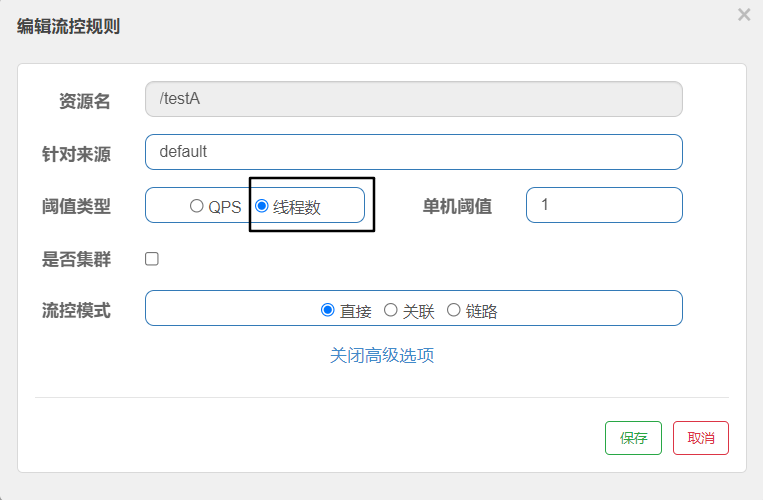 编辑流控规则
×
资源名 /testA
针对来源 default
阈值类型 QPS 线程数 单机阈值 1
是否集群
流控模式 直接 关联 链路
关闭高级选项
保存 取消